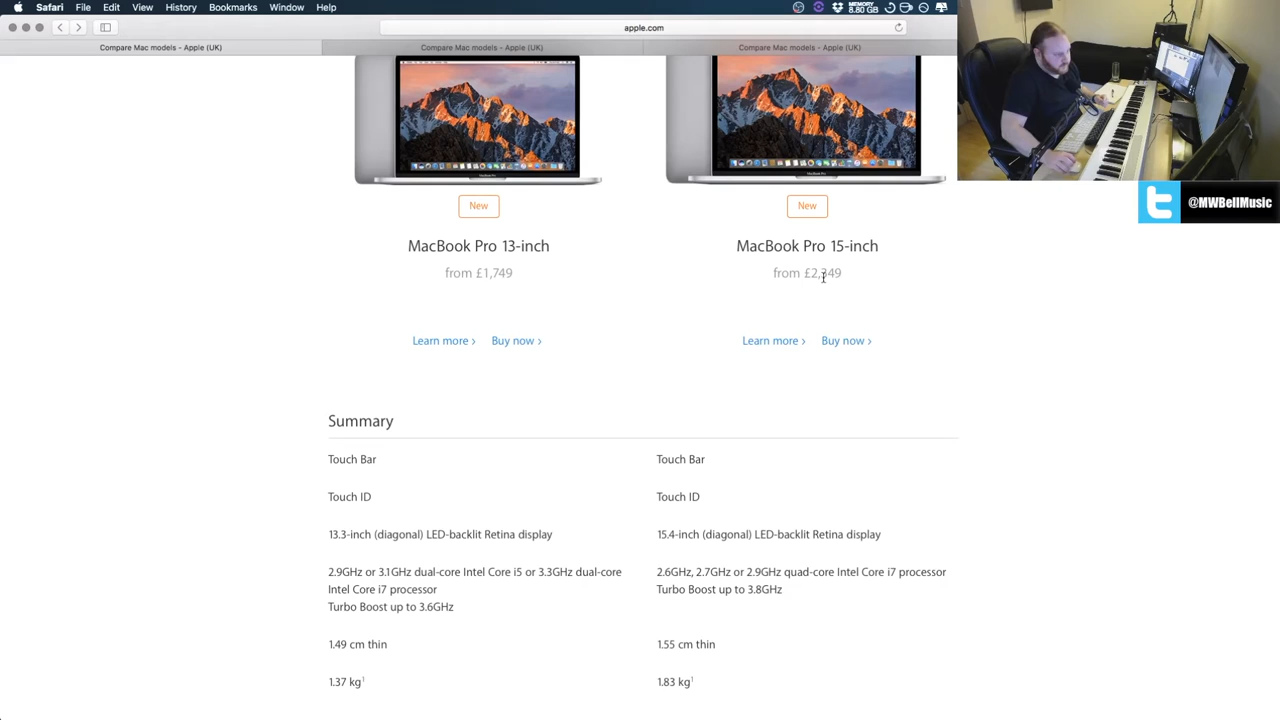 Safari File Edit View History Bookmarks Window Help MEMORY 8.80 GB
apple.com
Compare Mac models - Apple (UK) Compare Mac models - Apple (UK) Compare Mac models - Apple (UK)
@MWBellMusic
New New
MacBook Pro 13-inch MacBook Pro 15-inch
from £1,749 from £2,349
Learn more › Buy now › Learn more › Buy now ›
Summary
Touch Bar Touch Bar
Touch ID Touch ID
13.3-inch (diagonal) LED-backlit Retina display 15.4-inch (diagonal) LED-backlit Retina display
2.9GHz or 3.1GHz dual-core Intel Core i5 or 3.3GHz dual-core 2.6GHz, 2.7GHz or 2.9GHz quad-core Intel Core i7 processor
Intel Core i7 processor Turbo Boost up to 3.8GHz
Turbo Boost up to 3.6GHz
1.49 cm thin 1.55 cm thin
1.37 kg¹ 1.83 kg¹